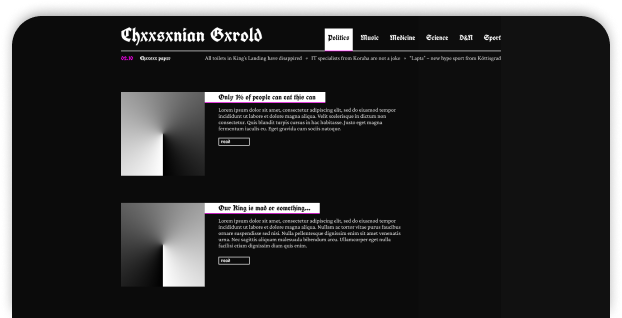 Chxxsxnian Gxrold
Politics Music Medicine Science D&D Sport
02.10 Chxxsxx paper All toilets in King's Landing have disappired + IT specialists from Korsha are not a joke + "Lapta" - new hype sport from Köttisgrad
Only 3% of people can eat this can
Lorem ipsum dolor sit amet, consectetur adipiscing elit, sed do eiusmod tempor
incididunt ut labore et dolore magna aliqua. Velit scelerisque in dictum non
consectetur. Quis blandit turpis cursus in hac habitasse. Justo eget magna
fermentum iaculis eu. Eget gravida cum sociis natoque.
read
Our King is mad or something...
Lorem ipsum dolor sit amet, consectetur adipiscing elit, sed do eiusmod tempor
incididunt ut labore et dolore magna aliqua. Nullam ac tortor vitae purus faucibus
ornare suspendisse sed nisi. Nulla pellentesque dignissim enim sit amet venenatis
urna. Nec sagittis aliquam malesuada bibendum arcu. Ullamcorper eget nulla
facilisi etiam dignissim diam quis enim.
read